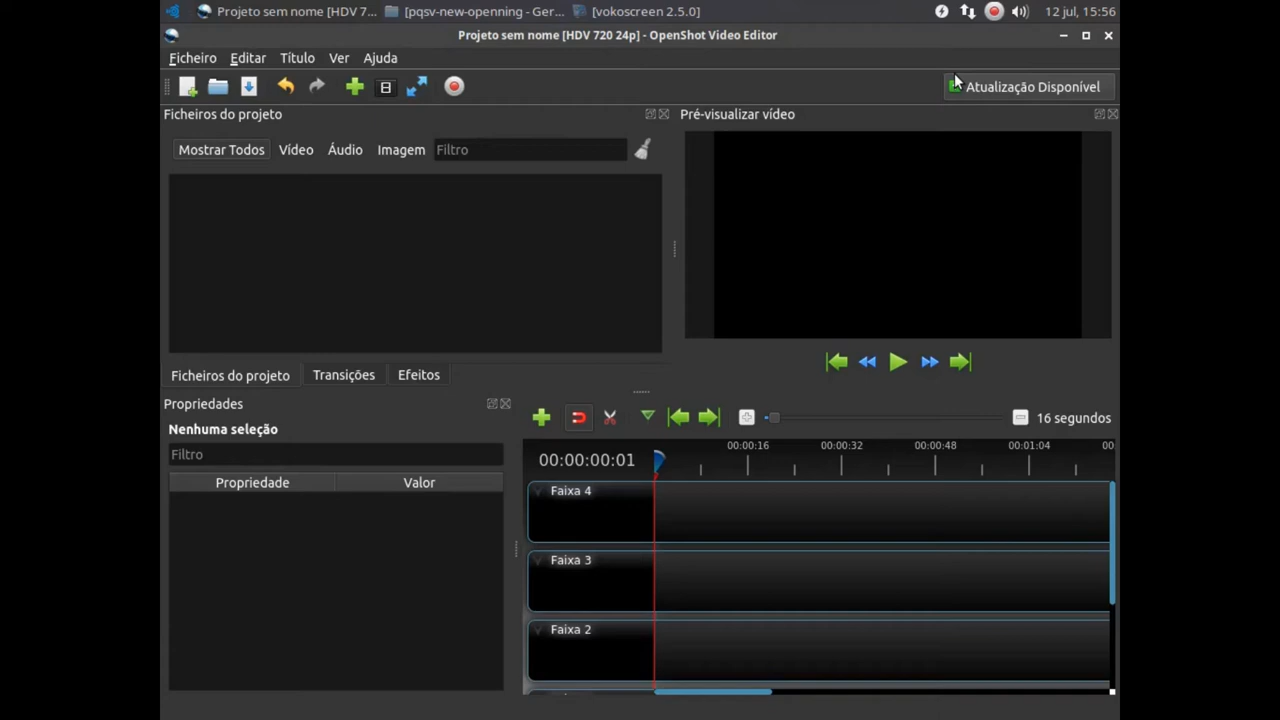 Projeto sem nome [HDV 7... [pqsv-new-openning - Ger... [vokoscreen 2.5.0] 12 jul, 15:56
Projeto sem nome [HDV 720 24p] - OpenShot Video Editor
Ficheiro Editar Título Ver Ajuda
Atualização Disponível
Ficheiros do projeto
Pré-visualizar vídeo
Mostrar Todos Vídeo Áudio Imagem Filtro
Ficheiros do projeto Transições Efeitos
Propriedades
Nenhuma seleção
Filtro
Propriedade Valor
16 segundos
00:00:00:01
00:00:16 00:00:32 00:00:48 00:01:04 00
Faixa 4
Faixa 3
Faixa 2